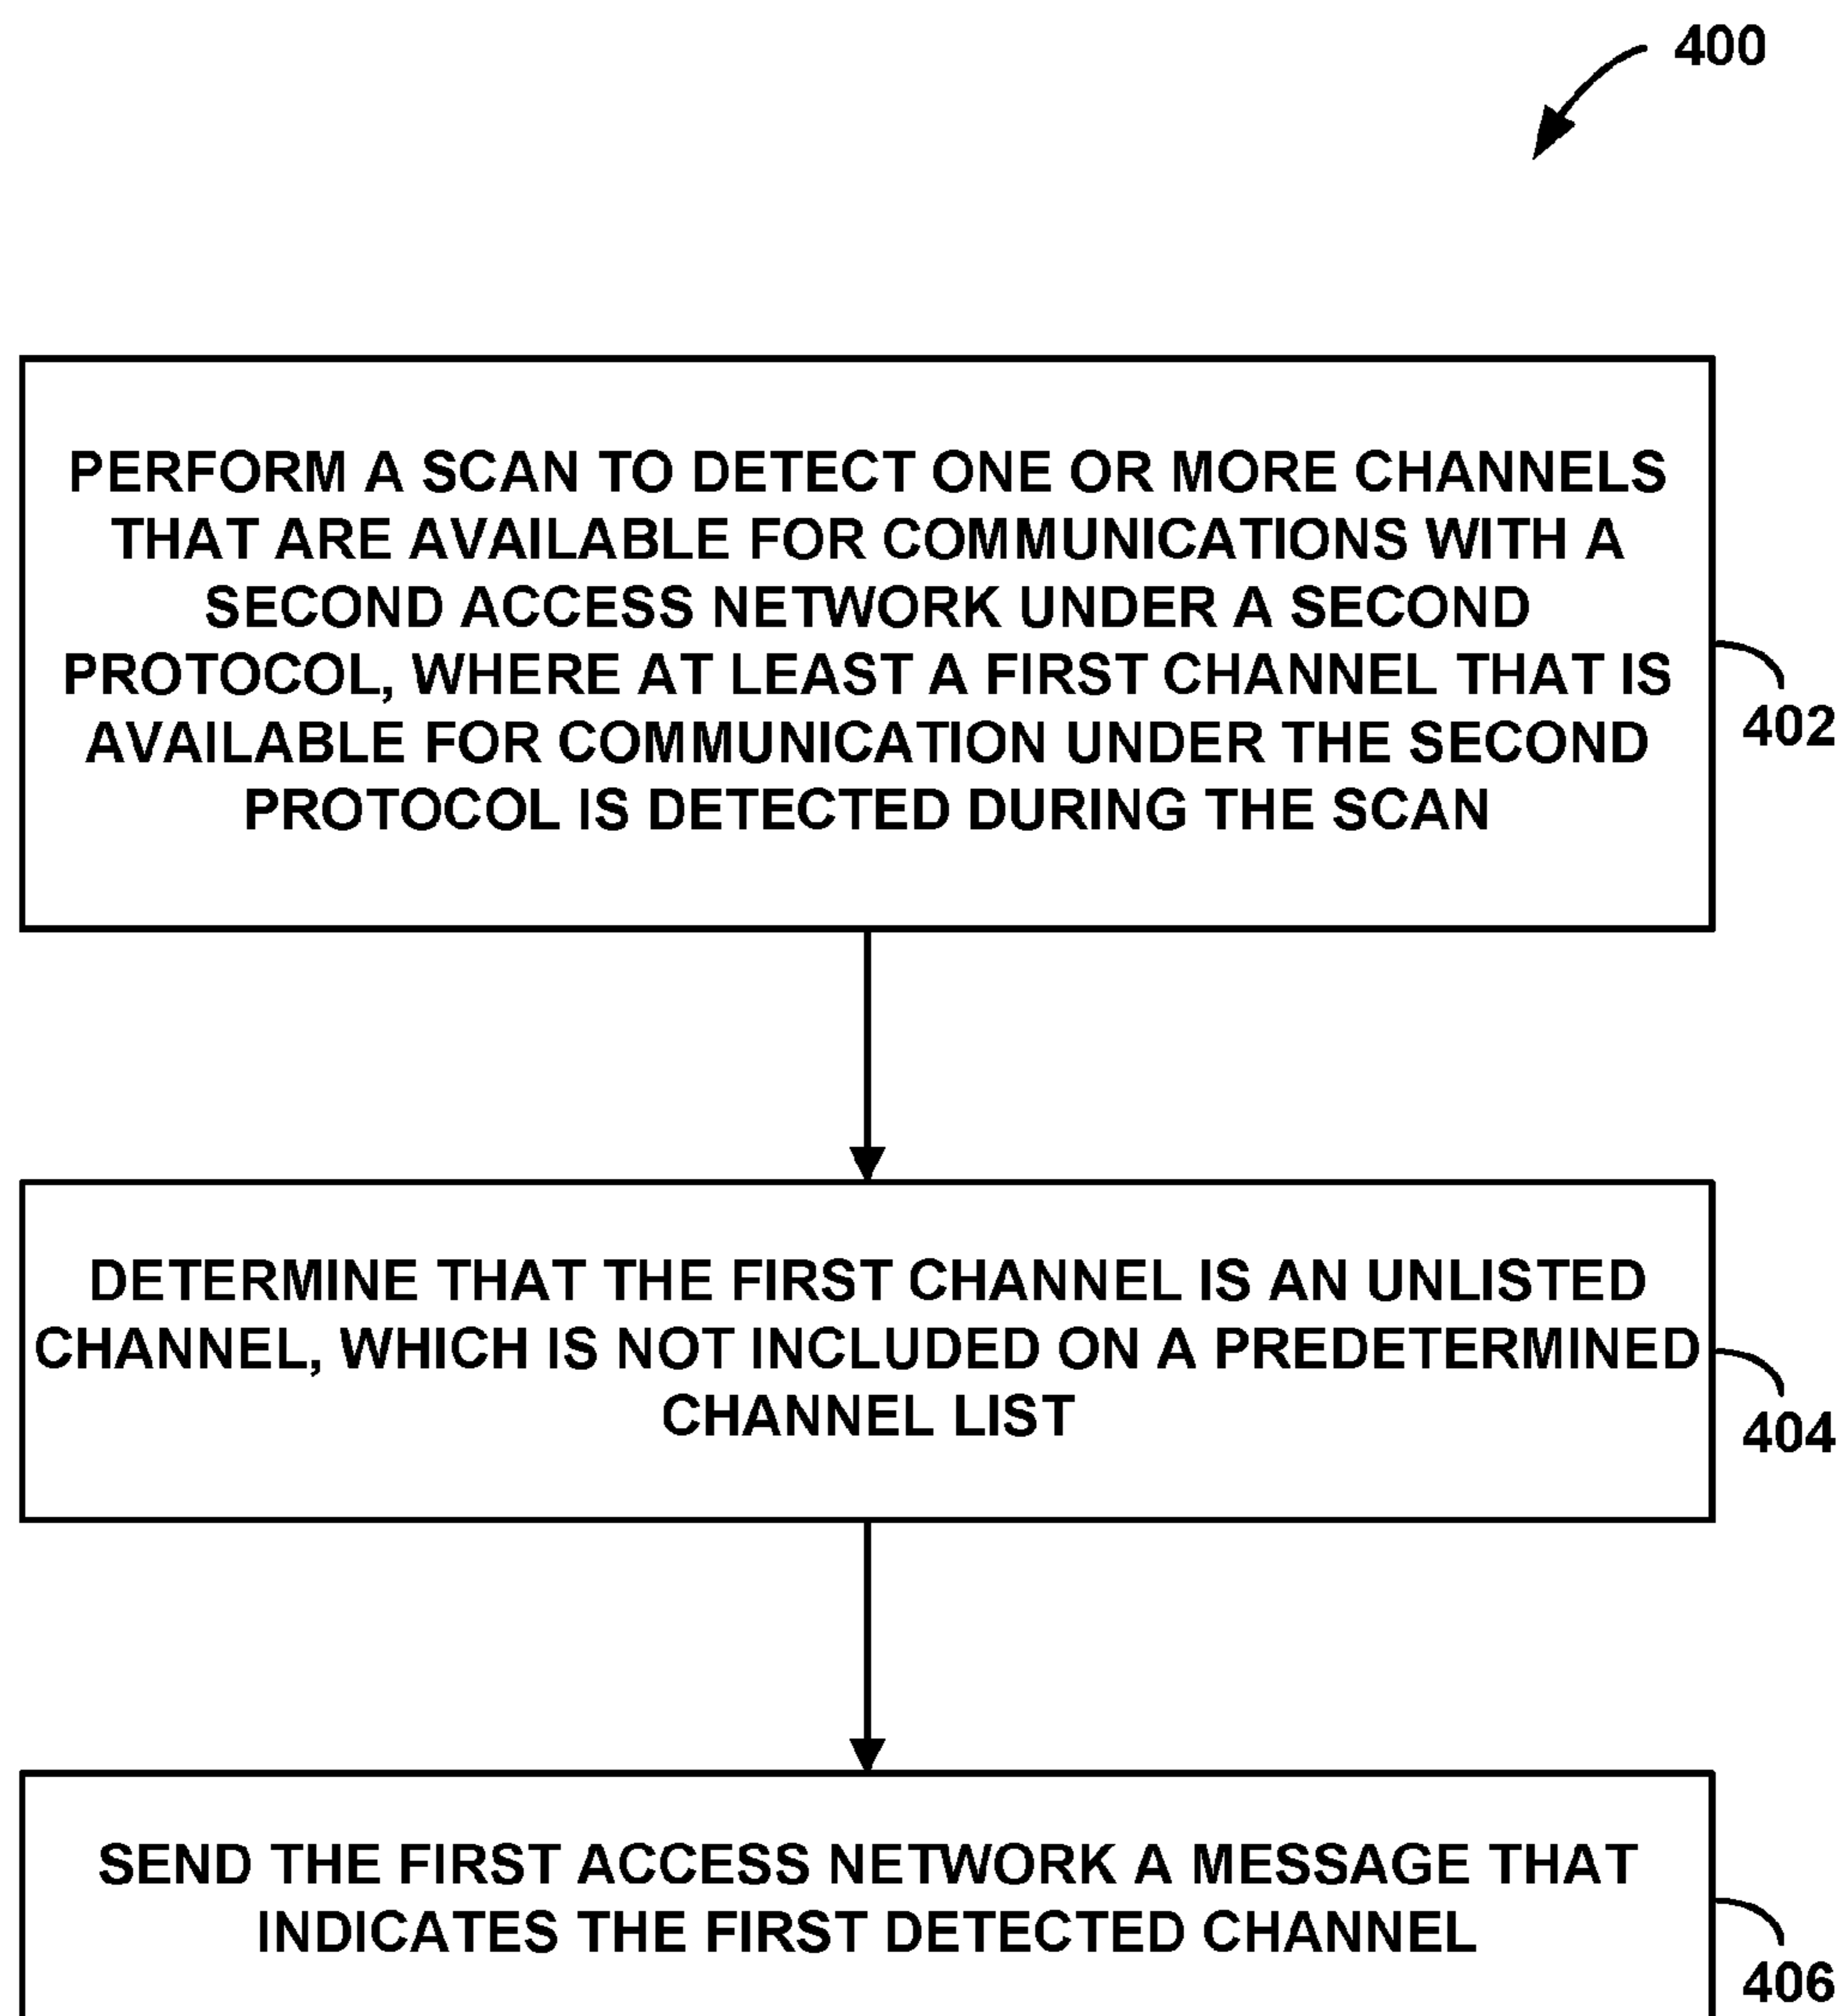 400
PERFORM A SCAN TO DETECT ONE OR MORE CHANNELS
THAT ARE AVAILABLE FOR COMMUNICATIONS WITH A
SECOND ACCESS NETWORK UNDER A SECOND
PROTOCOL, WHERE AT LEAST A FIRST CHANNEL THAT IS
AVAILABLE FOR COMMUNICATION UNDER THE SECOND
PROTOCOL IS DETECTED DURING THE SCAN
402
DETERMINE THAT THE FIRST CHANNEL IS AN UNLISTED
CHANNEL, WHICH IS NOT INCLUDED ON A PREDETERMINED
CHANNEL LIST
404
SEND THE FIRST ACCESS NETWORK A MESSAGE THAT
INDICATES THE FIRST DETECTED CHANNEL
406